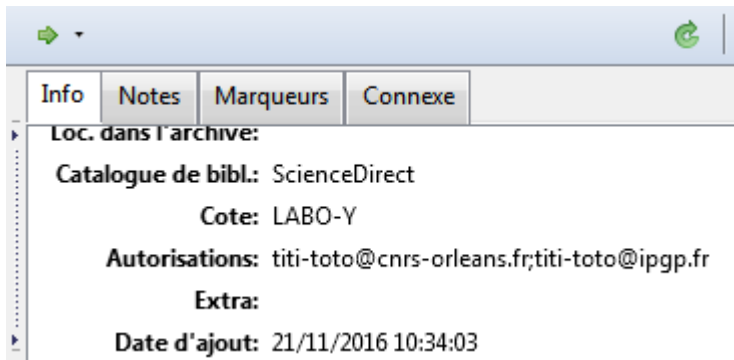 Info Notes Marqueurs Connexe
Loc. dans l'archive:
Catalogue de bibl.: ScienceDirect
Cote: LABO-Y
Autorisations: titi-toto@cnrs-orleans.fr;titi-toto@ipgp.fr
Extra:
Date d'ajout: 21/11/2016 10:34:03